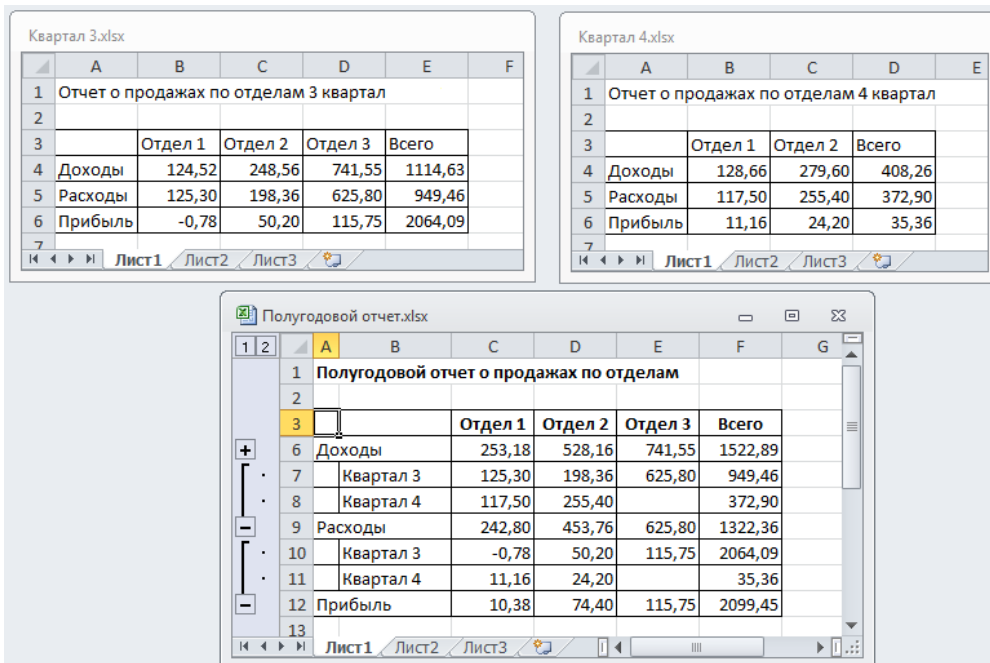 Квартал 3.xlsx
A B C D E F
1 Отчет о продажах по отделам 3 квартал
2
3 Отдел 1 Отдел 2 Отдел 3 Всего
4 Доходы 124,52 248,56 741,55 1114,63
5 Расходы 125,30 198,36 625,80 949,46
6 Прибыль -0,78 50,20 115,75 2064,09
7
Лист1 Лист2 Лист3
Квартал 4.xlsx
A B C D E
1 Отчет о продажах по отделам 4 квартал
2
3 Отдел 1 Отдел 2 Всего
4 Доходы 128,66 279,60 408,26
5 Расходы 117,50 255,40 372,90
6 Прибыль 11,16 24,20 35,36
7
Лист1 Лист2 Лист3
Полугодовой отчет.xlsx
1 2 A B C D E F G
1 Полугодовой отчет о продажах по отделам
2
3 Отдел 1 Отдел 2 Отдел 3 Всего
6 Доходы 253,18 528,16 741,55 1522,89
7 Квартал 3 125,30 198,36 625,80 949,46
8 Квартал 4 117,50 255,40 372,90
9 Расходы 242,80 453,76 625,80 1322,36
10 Квартал 3 -0,78 50,20 115,75 2064,09
11 Квартал 4 11,16 24,20 35,36
12 Прибыль 10,38 74,40 115,75 2099,45
13
Лист1 Лист2 Лист3